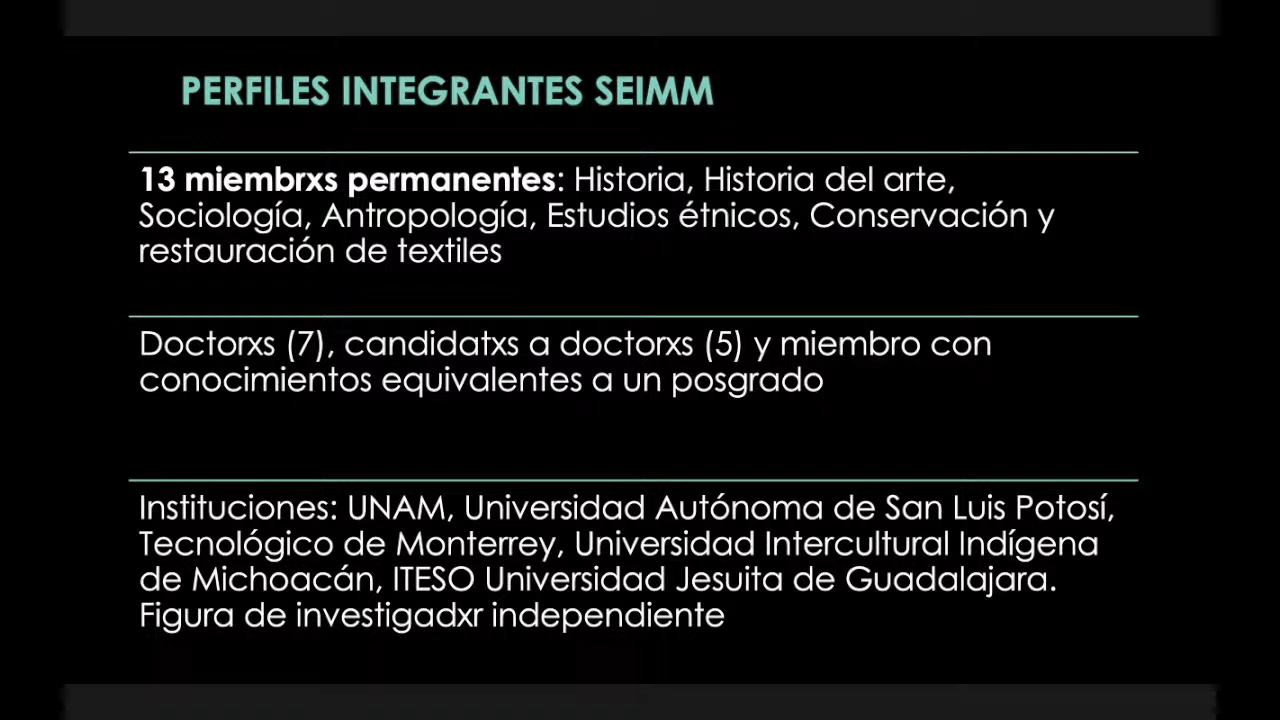 PERFILES INTEGRANTES SEIMM
13 miembrxs permanentes: Historia, Historia del arte,
Sociología, Antropología, Estudios étnicos, Conservación y
restauración de textiles
Doctorxs (7), candidatxs a doctorxs (5) y miembro con
conocimientos equivalentes a un posgrado
Instituciones: UNAM, Universidad Autónoma de San Luis Potosí,
Tecnológico de Monterrey, Universidad Intercultural Indígena
de Michoacán, ITESO Universidad Jesuita de Guadalajara.
Figura de investigadxr independiente